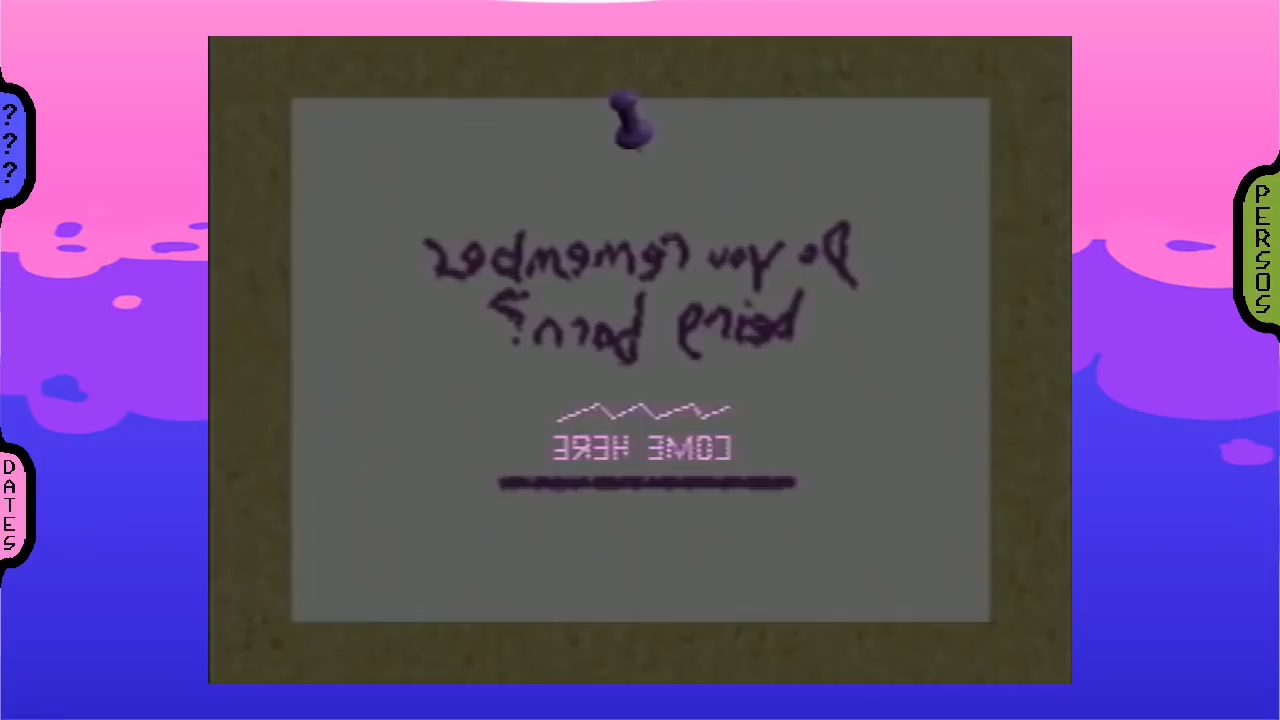 ???
Do you remember
being born?
COME HERE
DATES
PERSOS